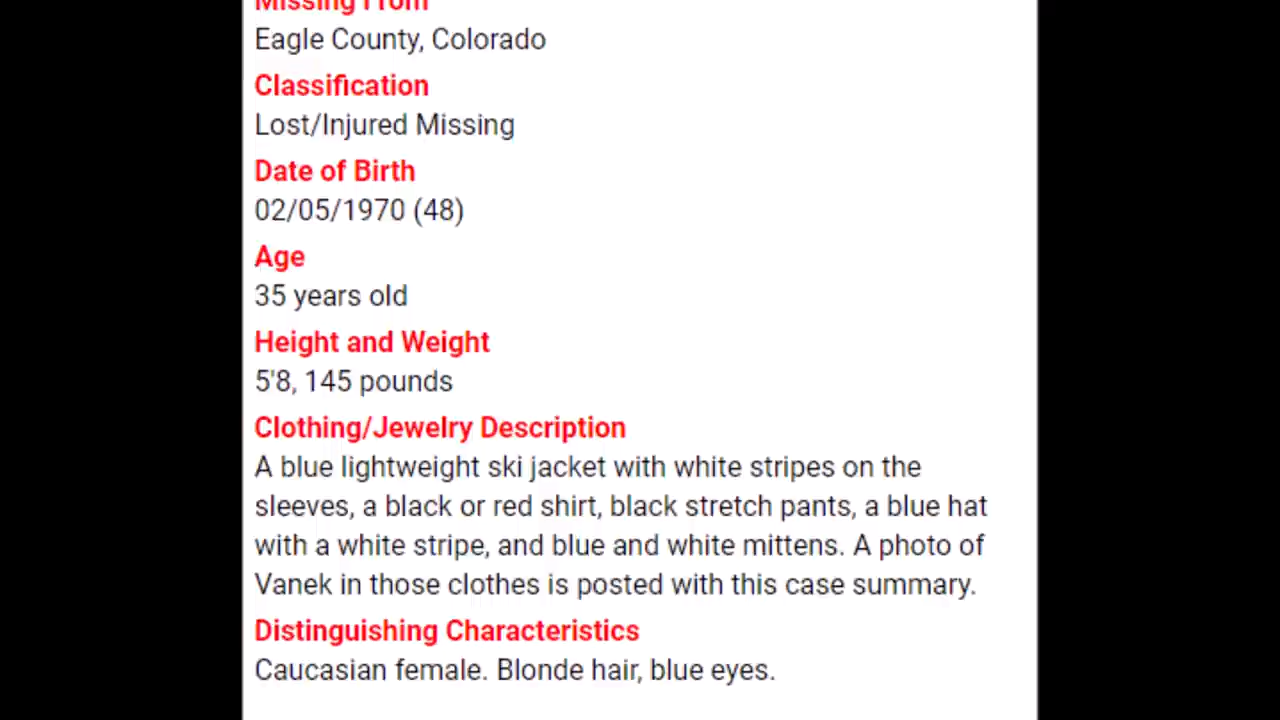 Missing From
Eagle County, Colorado
Classification
Lost/Injured Missing
Date of Birth
02/05/1970 (48)
Age
35 years old
Height and Weight
5'8, 145 pounds
Clothing/Jewelry Description
A blue lightweight ski jacket with white stripes on the
sleeves, a black or red shirt, black stretch pants, a blue hat
with a white stripe, and blue and white mittens. A photo of
Vanek in those clothes is posted with this case summary.
Distinguishing Characteristics
Caucasian female. Blonde hair, blue eyes.